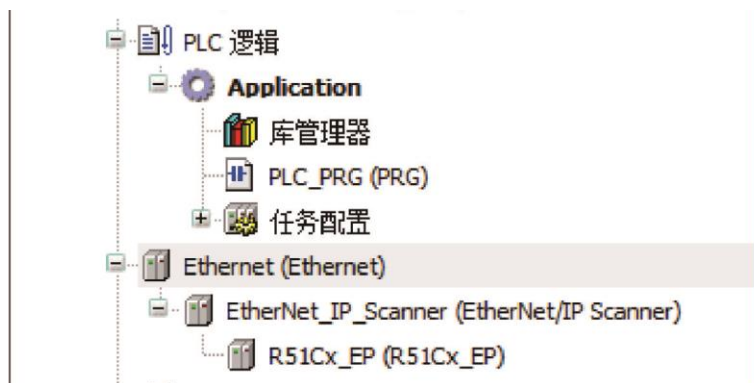 PLC 逻辑
Application
库管理器
PLC_PRG (PRG)
任务配置
Ethernet (Ethernet)
EtherNet_IP_Scanner (EtherNet/IP Scanner)
R51Cx_EP (R51Cx_EP)